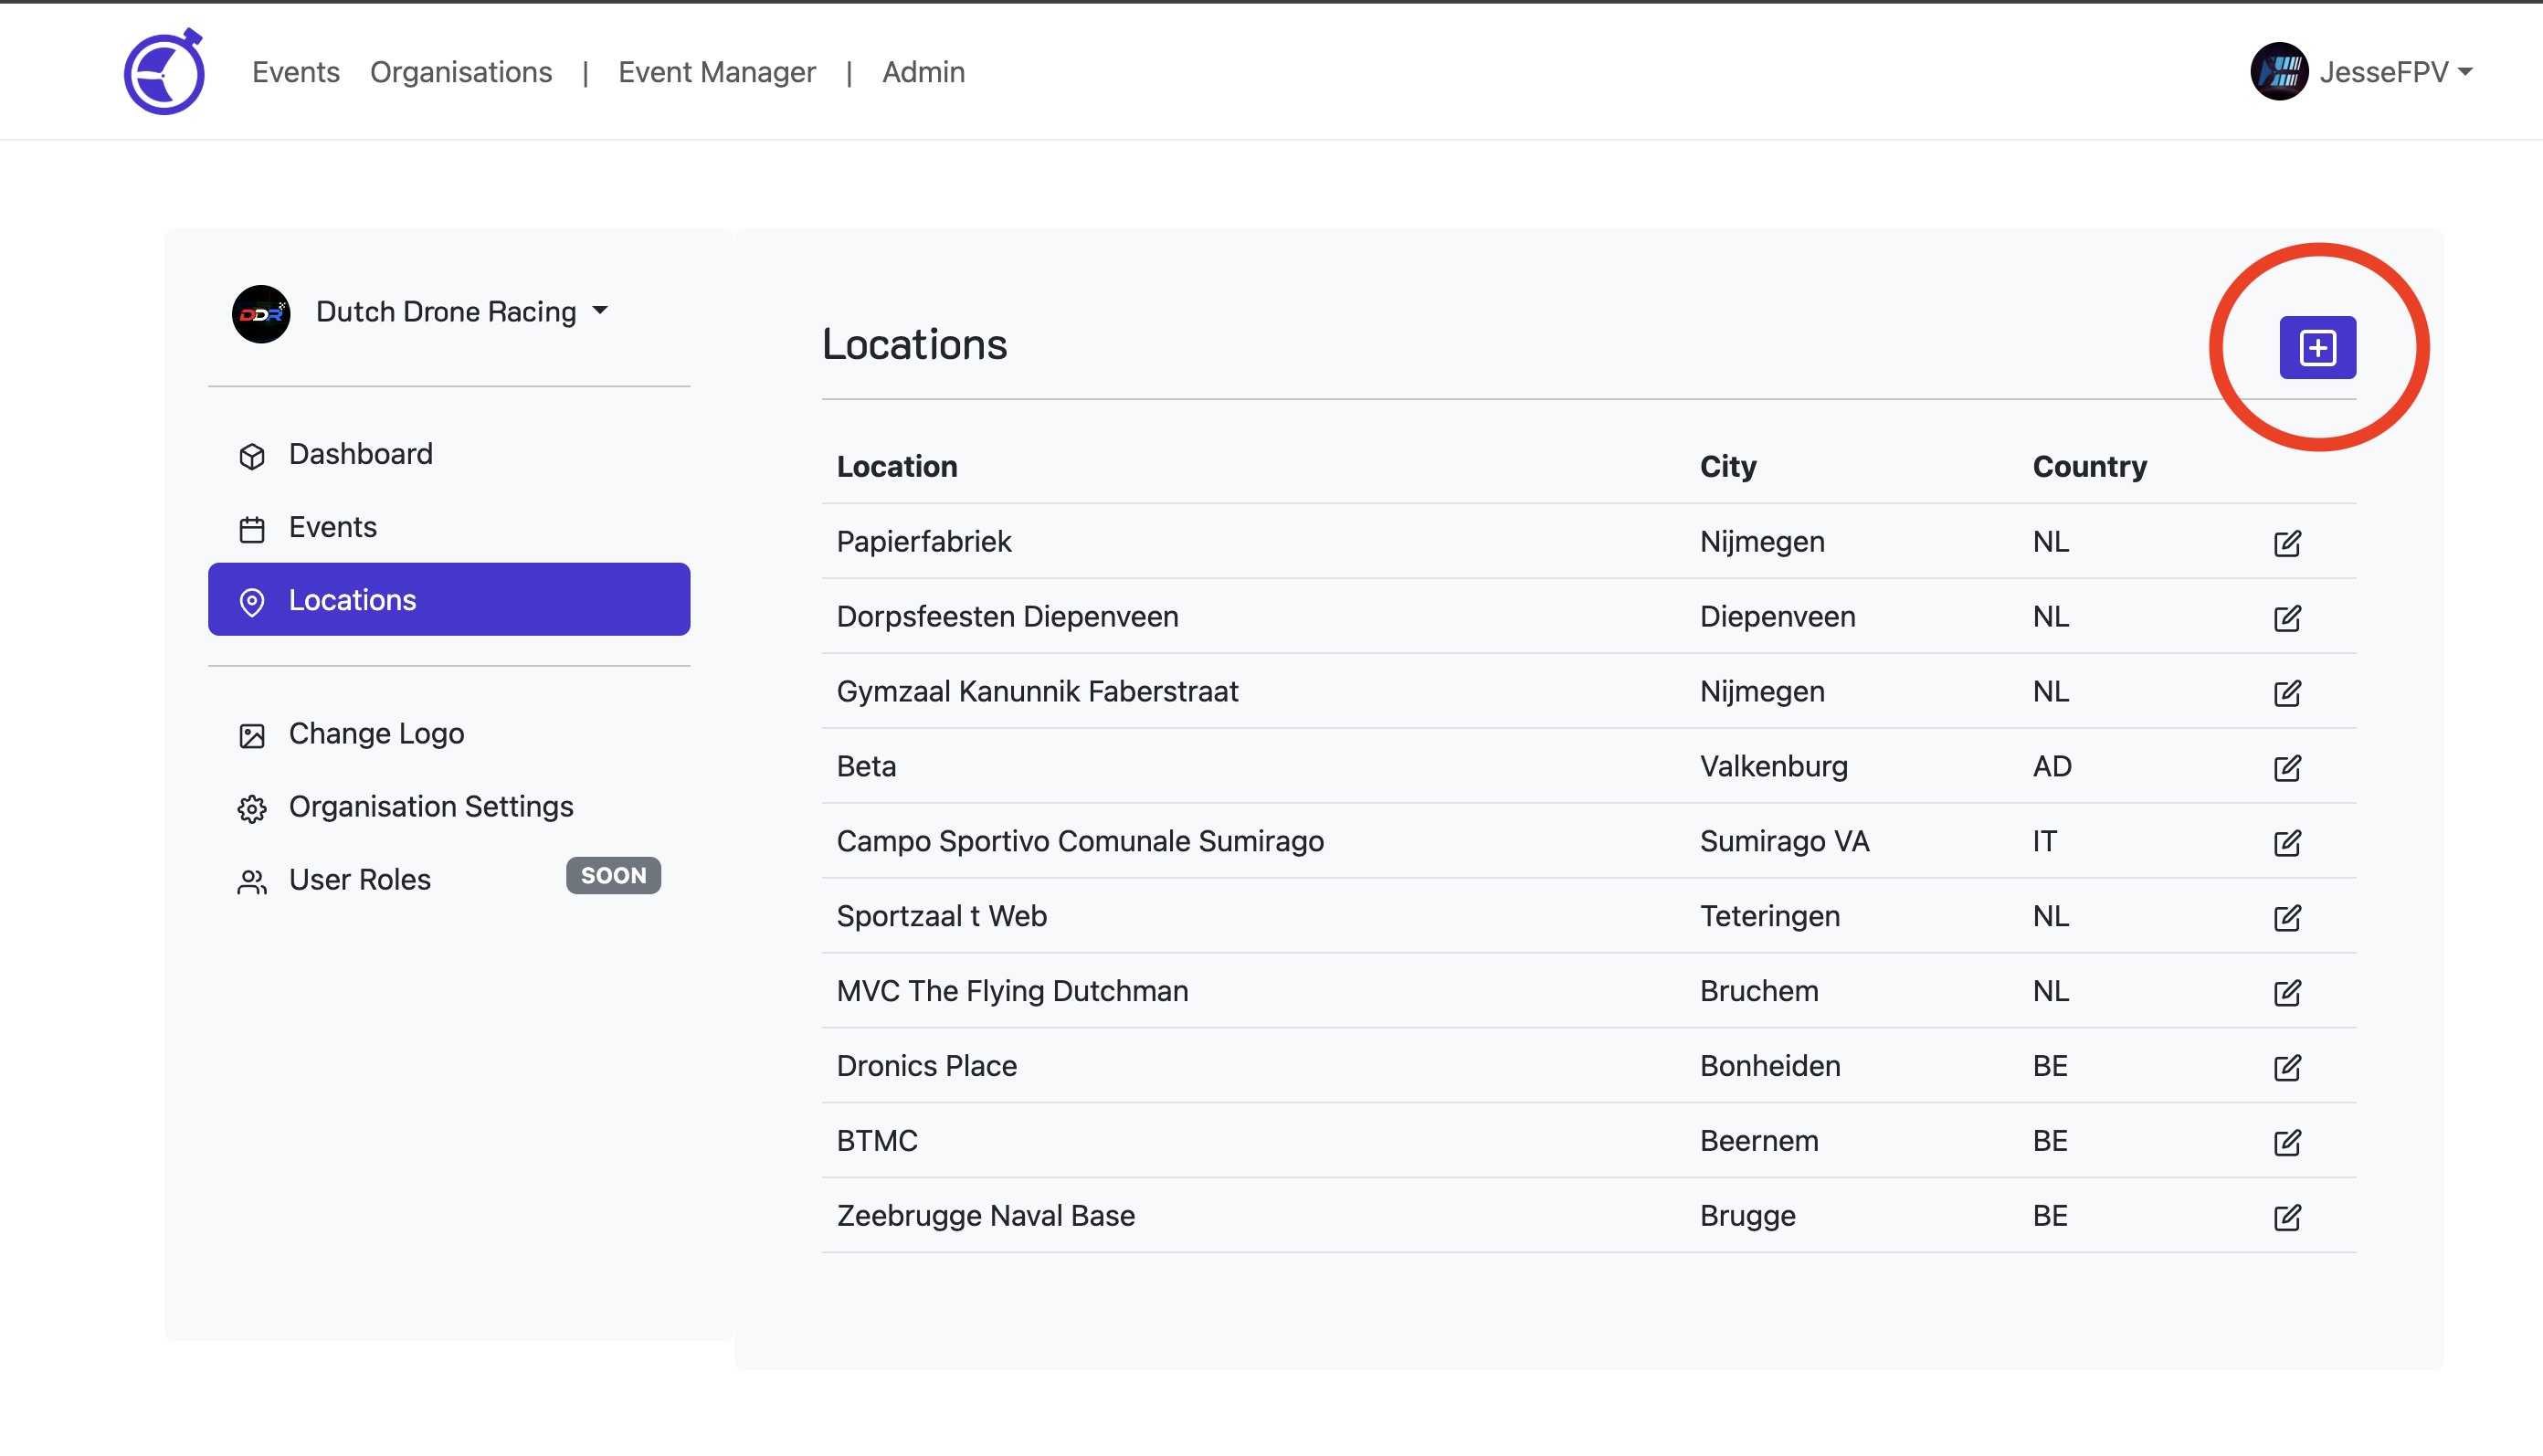 Events Organisations | Event Manager | Admin
JesseFPV
DDR Dutch Drone Racing
Dashboard
Events
Locations
Change Logo
Organisation Settings
User Roles SOON
Locations
Location City Country
Papierfabriek Nijmegen NL
Dorpsfeesten Diepenveen Diepenveen NL
Gymzaal Kanunnik Faberstraat Nijmegen NL
Beta Valkenburg AD
Campo Sportivo Comunale Sumirago Sumirago VA IT
Sportzaal t Web Teteringen NL
MVC The Flying Dutchman Bruchem NL
Dronics Place Bonheiden BE
BTMC Beernem BE
Zeebrugge Naval Base Brugge BE